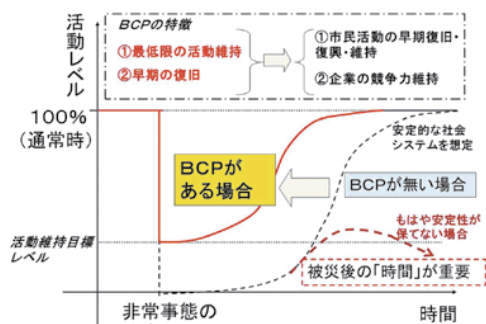 BCPの特徴
①最低限の活動維持
②早期の復旧
①市民活動の早期復旧・
復興・維持
②企業の競争力維持
活動レベル
100%
(通常時)
安定的な社会
システムを想定
BCPが
ある場合
BCPが無い場合
もはや安定性が
保てない場合
活動維持目標
レベル
被災後の「時間」が重要
非常事態の
時間